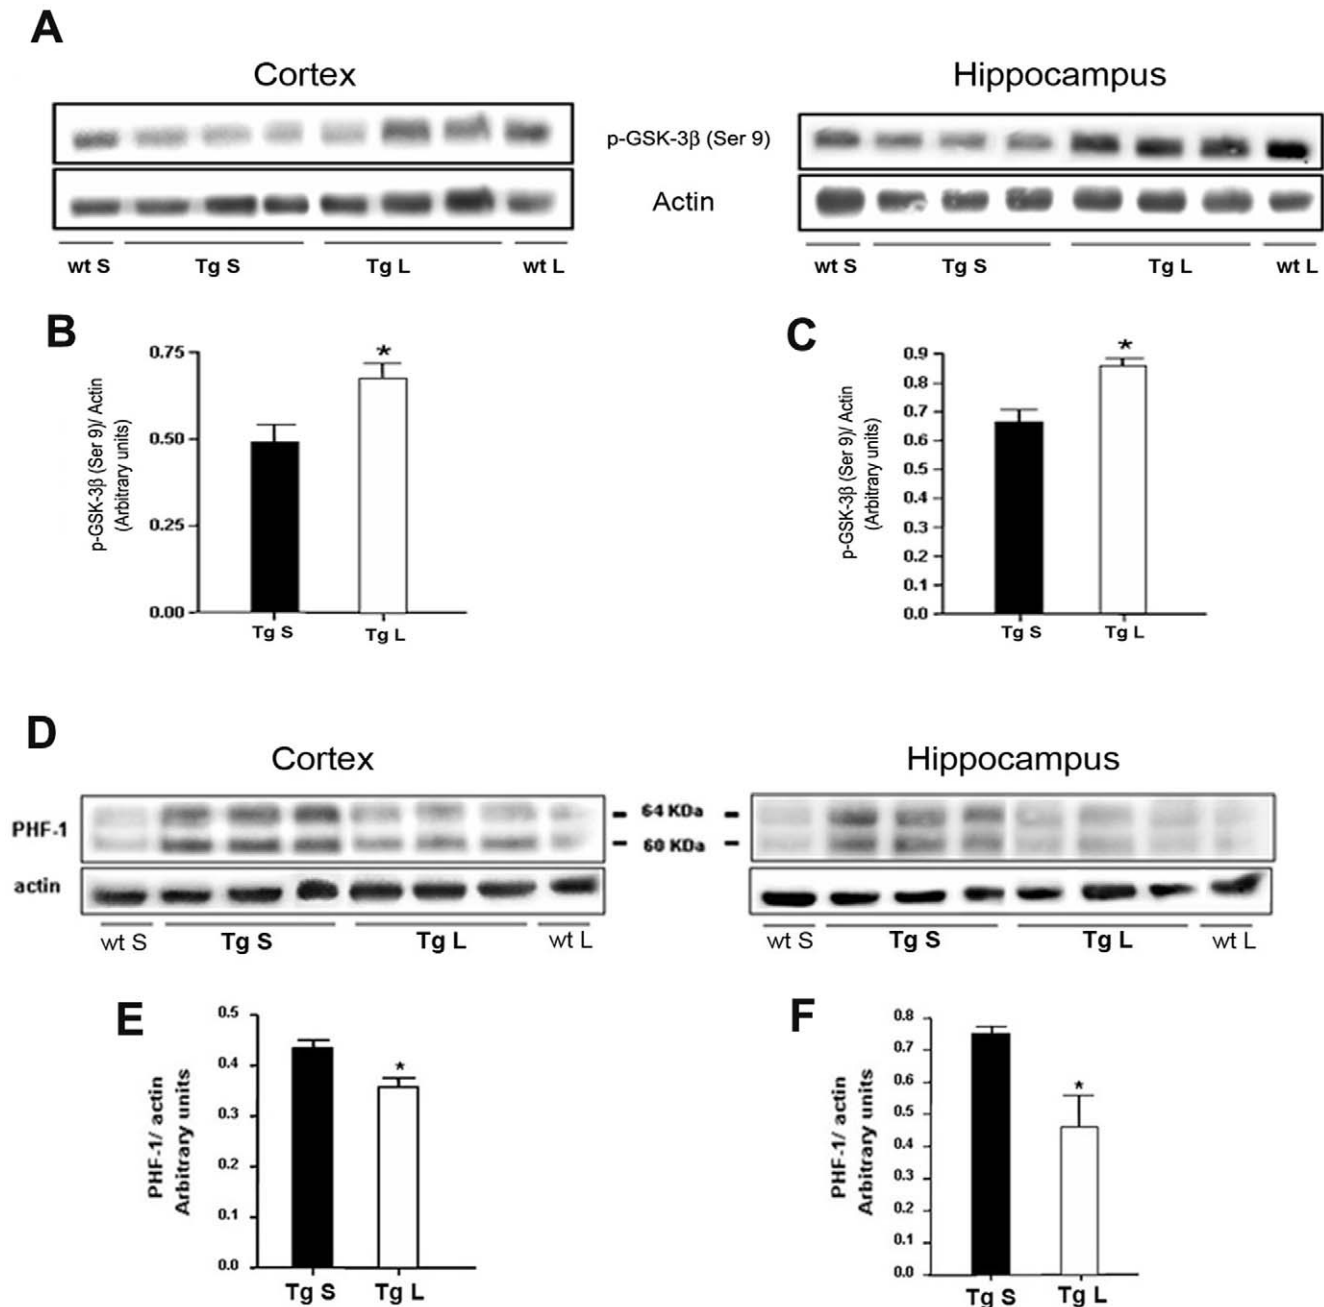 A
Cortex
Hippocampus
p-GSK-3β (Ser 9)
Actin
wt S Tg S Tg L wt L
wt S Tg S Tg L wt L
B
p-GSK-3β (Ser 9)/ Actin
(Arbitrary units)
0.75
0.50
0.25
0.00
*
Tg S Tg L
C
p-GSK-3β (Ser 9)/ Actin
(Arbitrary units)
0.9
0.8
0.7
0.6
0.5
0.4
0.3
0.2
0.1
0.0
*
Tg S Tg L
D
Cortex
Hippocampus
PHF-1
64 KDa
60 KDa
actin
wt S Tg S Tg L wt L
wt S Tg S Tg L wt L
E
PHF-1/ actin
Arbitrary units
0.5
0.4
0.3
0.2
0.1
0.0
*
Tg S Tg L
F
PHF-1/ actin
Arbitrary units
0.8
0.7
0.6
0.5
0.4
0.3
0.2
0.1
0.0
*
Tg S Tg L